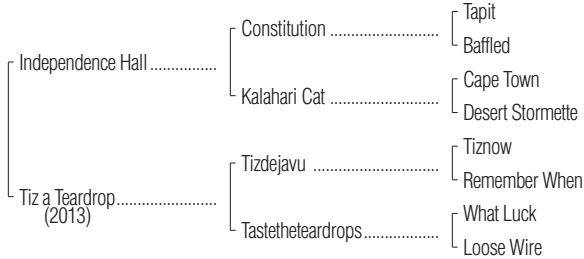 Tapit
Constitution
Baffled
Independence Hall
Cape Town
Kalahari Cat
Desert Stormette
Tiznow
Tizdejavu
Remember When
Tiz a Teardrop
(2013)
What Luck
Tastetheteardrops
Loose Wire